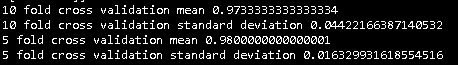 10 fold cross validation mean 0.9733333333333334
10 fold cross validation standard deviation 0.04422166387140532
5 fold cross validation mean 0.9800000000000001
5 fold cross validation standard deviation 0.016329931618554516